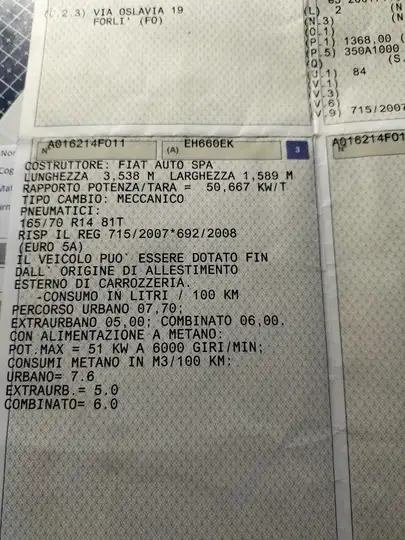 (C.2.3) VIA OSLAVIA 19
FORLI' (FO)
(L) 2
(N.3)
(O.1)
(P.1) 1368,00 (
(P.5) 350A1000
(Q)
(S.
(U.1) 84
V.1)
V.3)
V.6)
V.9) 715/2007
N A016214FO11
(A) EH660EK
3
A016214FO1
N
COSTRUTTORE: FIAT AUTO SPA
LUNGHEZZA 3,538 M LARGHEZZA 1,589 M
RAPPORTO POTENZA/TARA = 50,667 KW/T
TIPO CAMBIO: MECCANICO
PNEUMATICI:
165/70 R14 81T
RISP IL REG 715/2007*692/2008
(EURO 5A)
IL VEICOLO PUO` ESSERE DOTATO FIN
DALL` ORIGINE DI ALLESTIMENTO
ESTERNO DI CARROZZERIA.
-CONSUMO IN LITRI / 100 KM
PERCORSO URBANO 07,70;
EXTRAURBANO 05,00; COMBINATO 06,00.
CON ALIMENTAZIONE A METANO:
POT.MAX = 51 KW A 6000 GIRI/MIN;
CONSUMI METANO IN M3/100 KM:
URBANO= 7.6
EXTRAURB.= 5.0
COMBINATO= 6.0